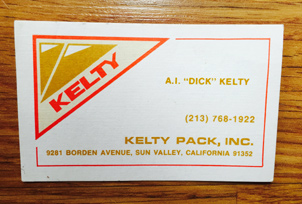 KELTY
A.I. "DICK" KELTY
(213) 768-1922
KELTY PACK, INC.
9281 BORDEN AVENUE, SUN VALLEY, CALIFORNIA 91352